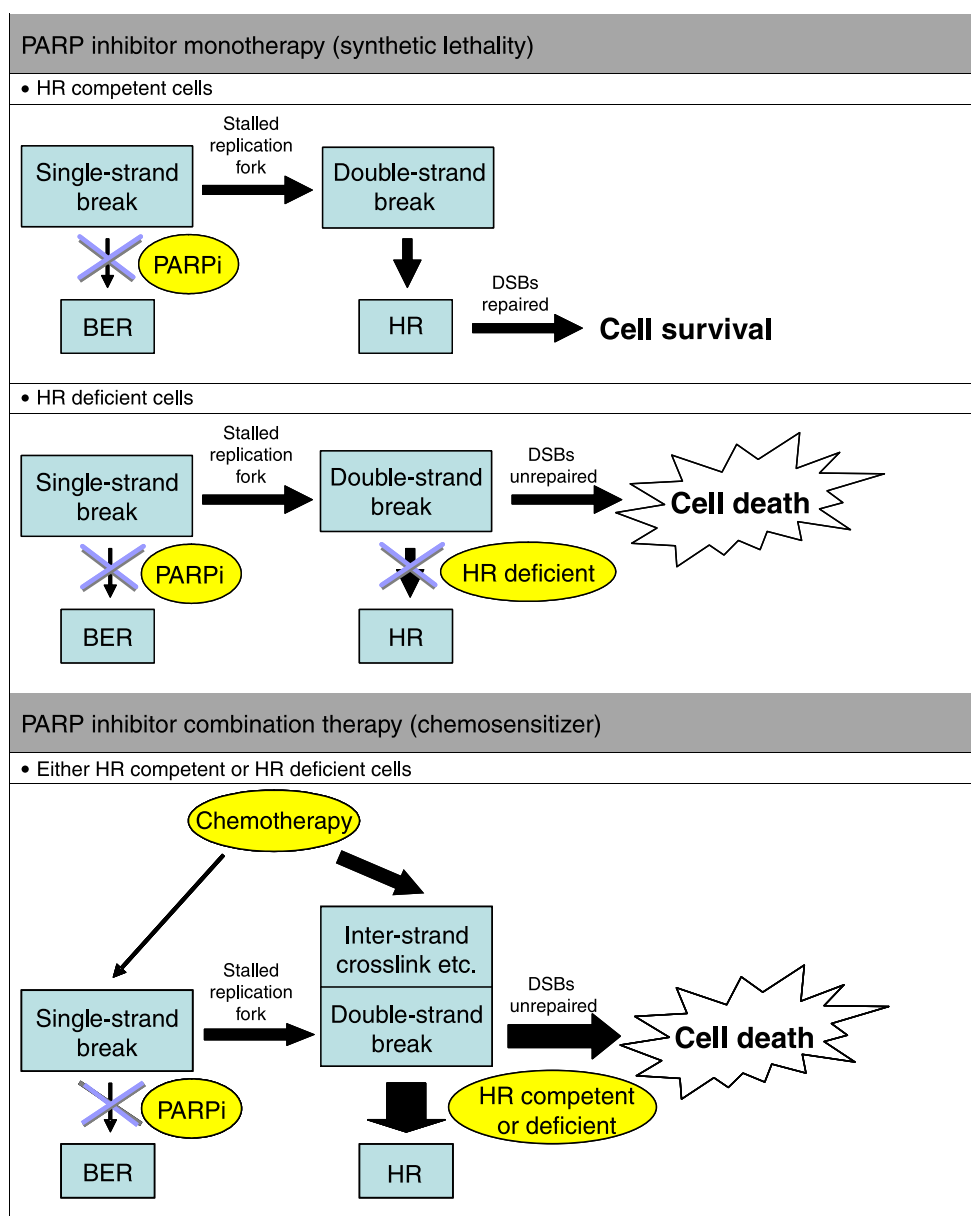 PARP inhibitor monotherapy (synthetic lethality)
• HR competent cells
Stalled
replication
fork
Single-strand
break
Double-strand
break
PARPi
BER
HR
DSBs
repaired
Cell survival
• HR deficient cells
Stalled
replication
fork
Single-strand
break
Double-strand
break
DSBs
unrepaired
Cell death
PARPi
HR deficient
BER
HR
PARP inhibitor combination therapy (chemosensitizer)
• Either HR competent or HR deficient cells
Chemotherapy
Inter-strand
crosslink etc.
Stalled
replication
fork
Single-strand
break
Double-strand
break
DSBs
unrepaired
Cell death
PARPi
HR competent
or deficient
BER
HR